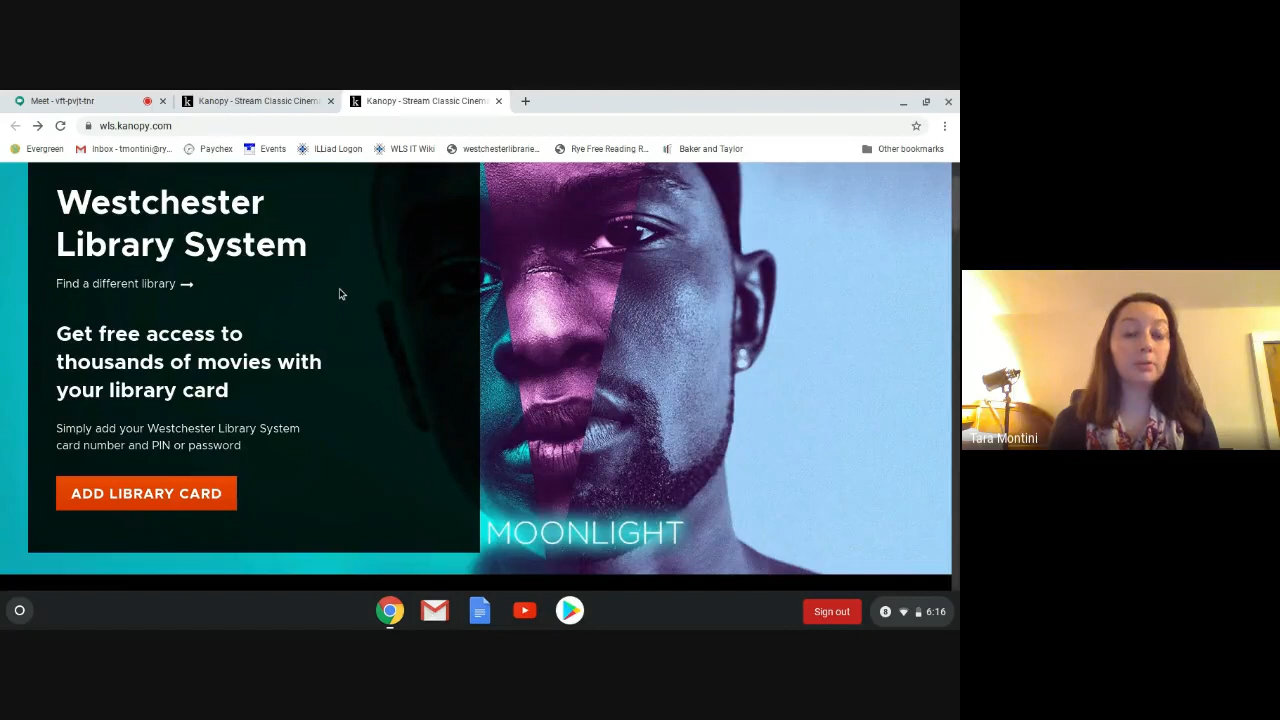 Meet - vft-pvjt-tnr
Kanopy - Stream Classic Cinema
Kanopy - Stream Classic Cinema
wls.kanopy.com
Evergreen
Inbox - tmontini@ry...
Paychex
Events
ILLiad Logon
WLS IT Wiki
westchesterlibrarie...
Rye Free Reading R...
Baker and Taylor
Other bookmarks
Westchester
Library System
Find a different library
Get free access to
thousands of movies with
your library card
Simply add your Westchester Library System
card number and PIN or password
ADD LIBRARY CARD
MOONLIGHT
Tara Montini
Sign out
8
6:16